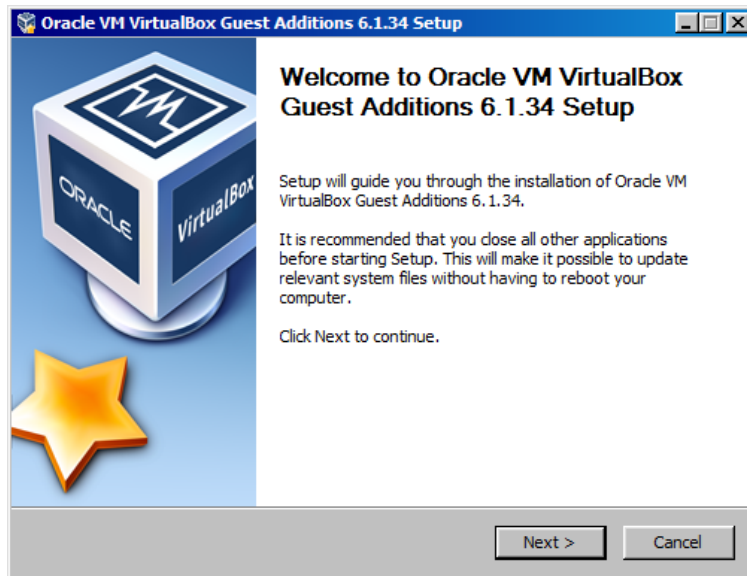 Oracle VM VirtualBox Guest Additions 6.1.34 Setup
Welcome to Oracle VM VirtualBox
Guest Additions 6.1.34 Setup
Setup will guide you through the installation of Oracle VM
VirtualBox Guest Additions 6.1.34.
It is recommended that you close all other applications
before starting Setup. This will make it possible to update
relevant system files without having to reboot your
computer.
Click Next to continue.
ORACLE
VirtualBox
Next >
Cancel